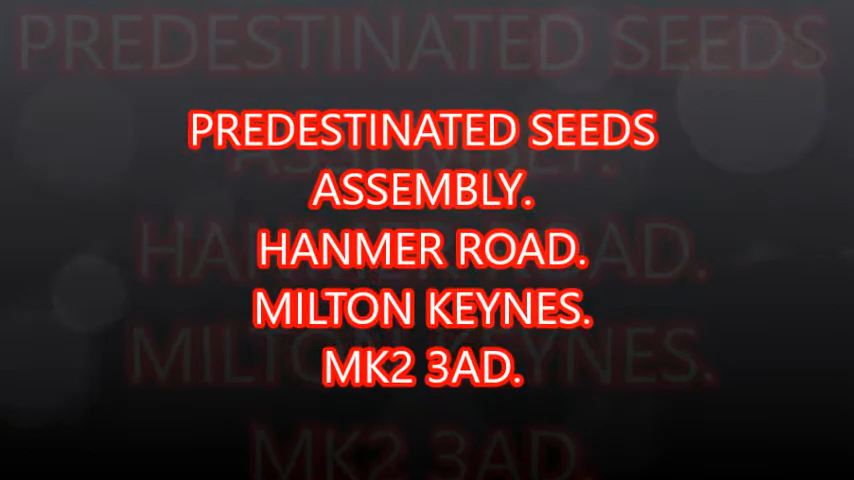 PREDESTINATED SEEDS
ASSEMBLY.
HANMER ROAD.
MILTON KEYNES.
MK2 3AD.